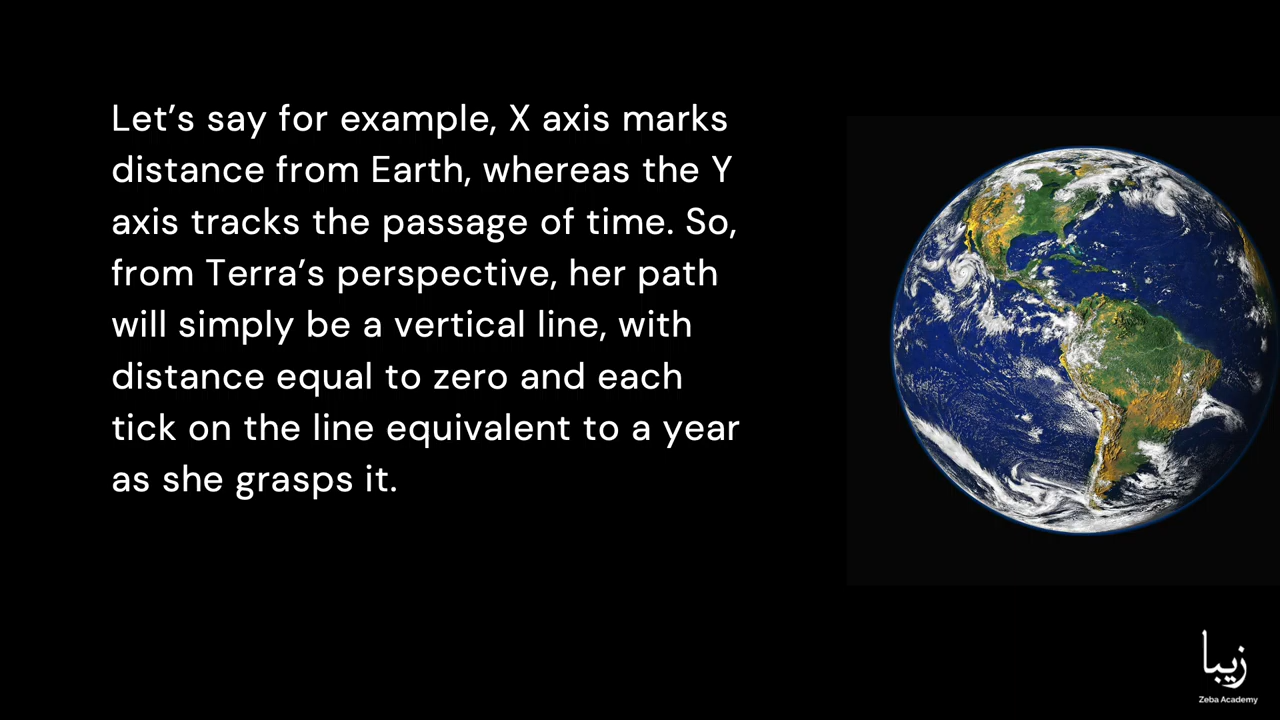 Let’s say for example, X axis marks
distance from Earth, whereas the Y
axis tracks the passage of time. So,
from Terra’s perspective, her path
will simply be a vertical line, with
distance equal to zero and each
tick on the line equivalent to a year
as she grasps it.
زیبا
Zeba Academy